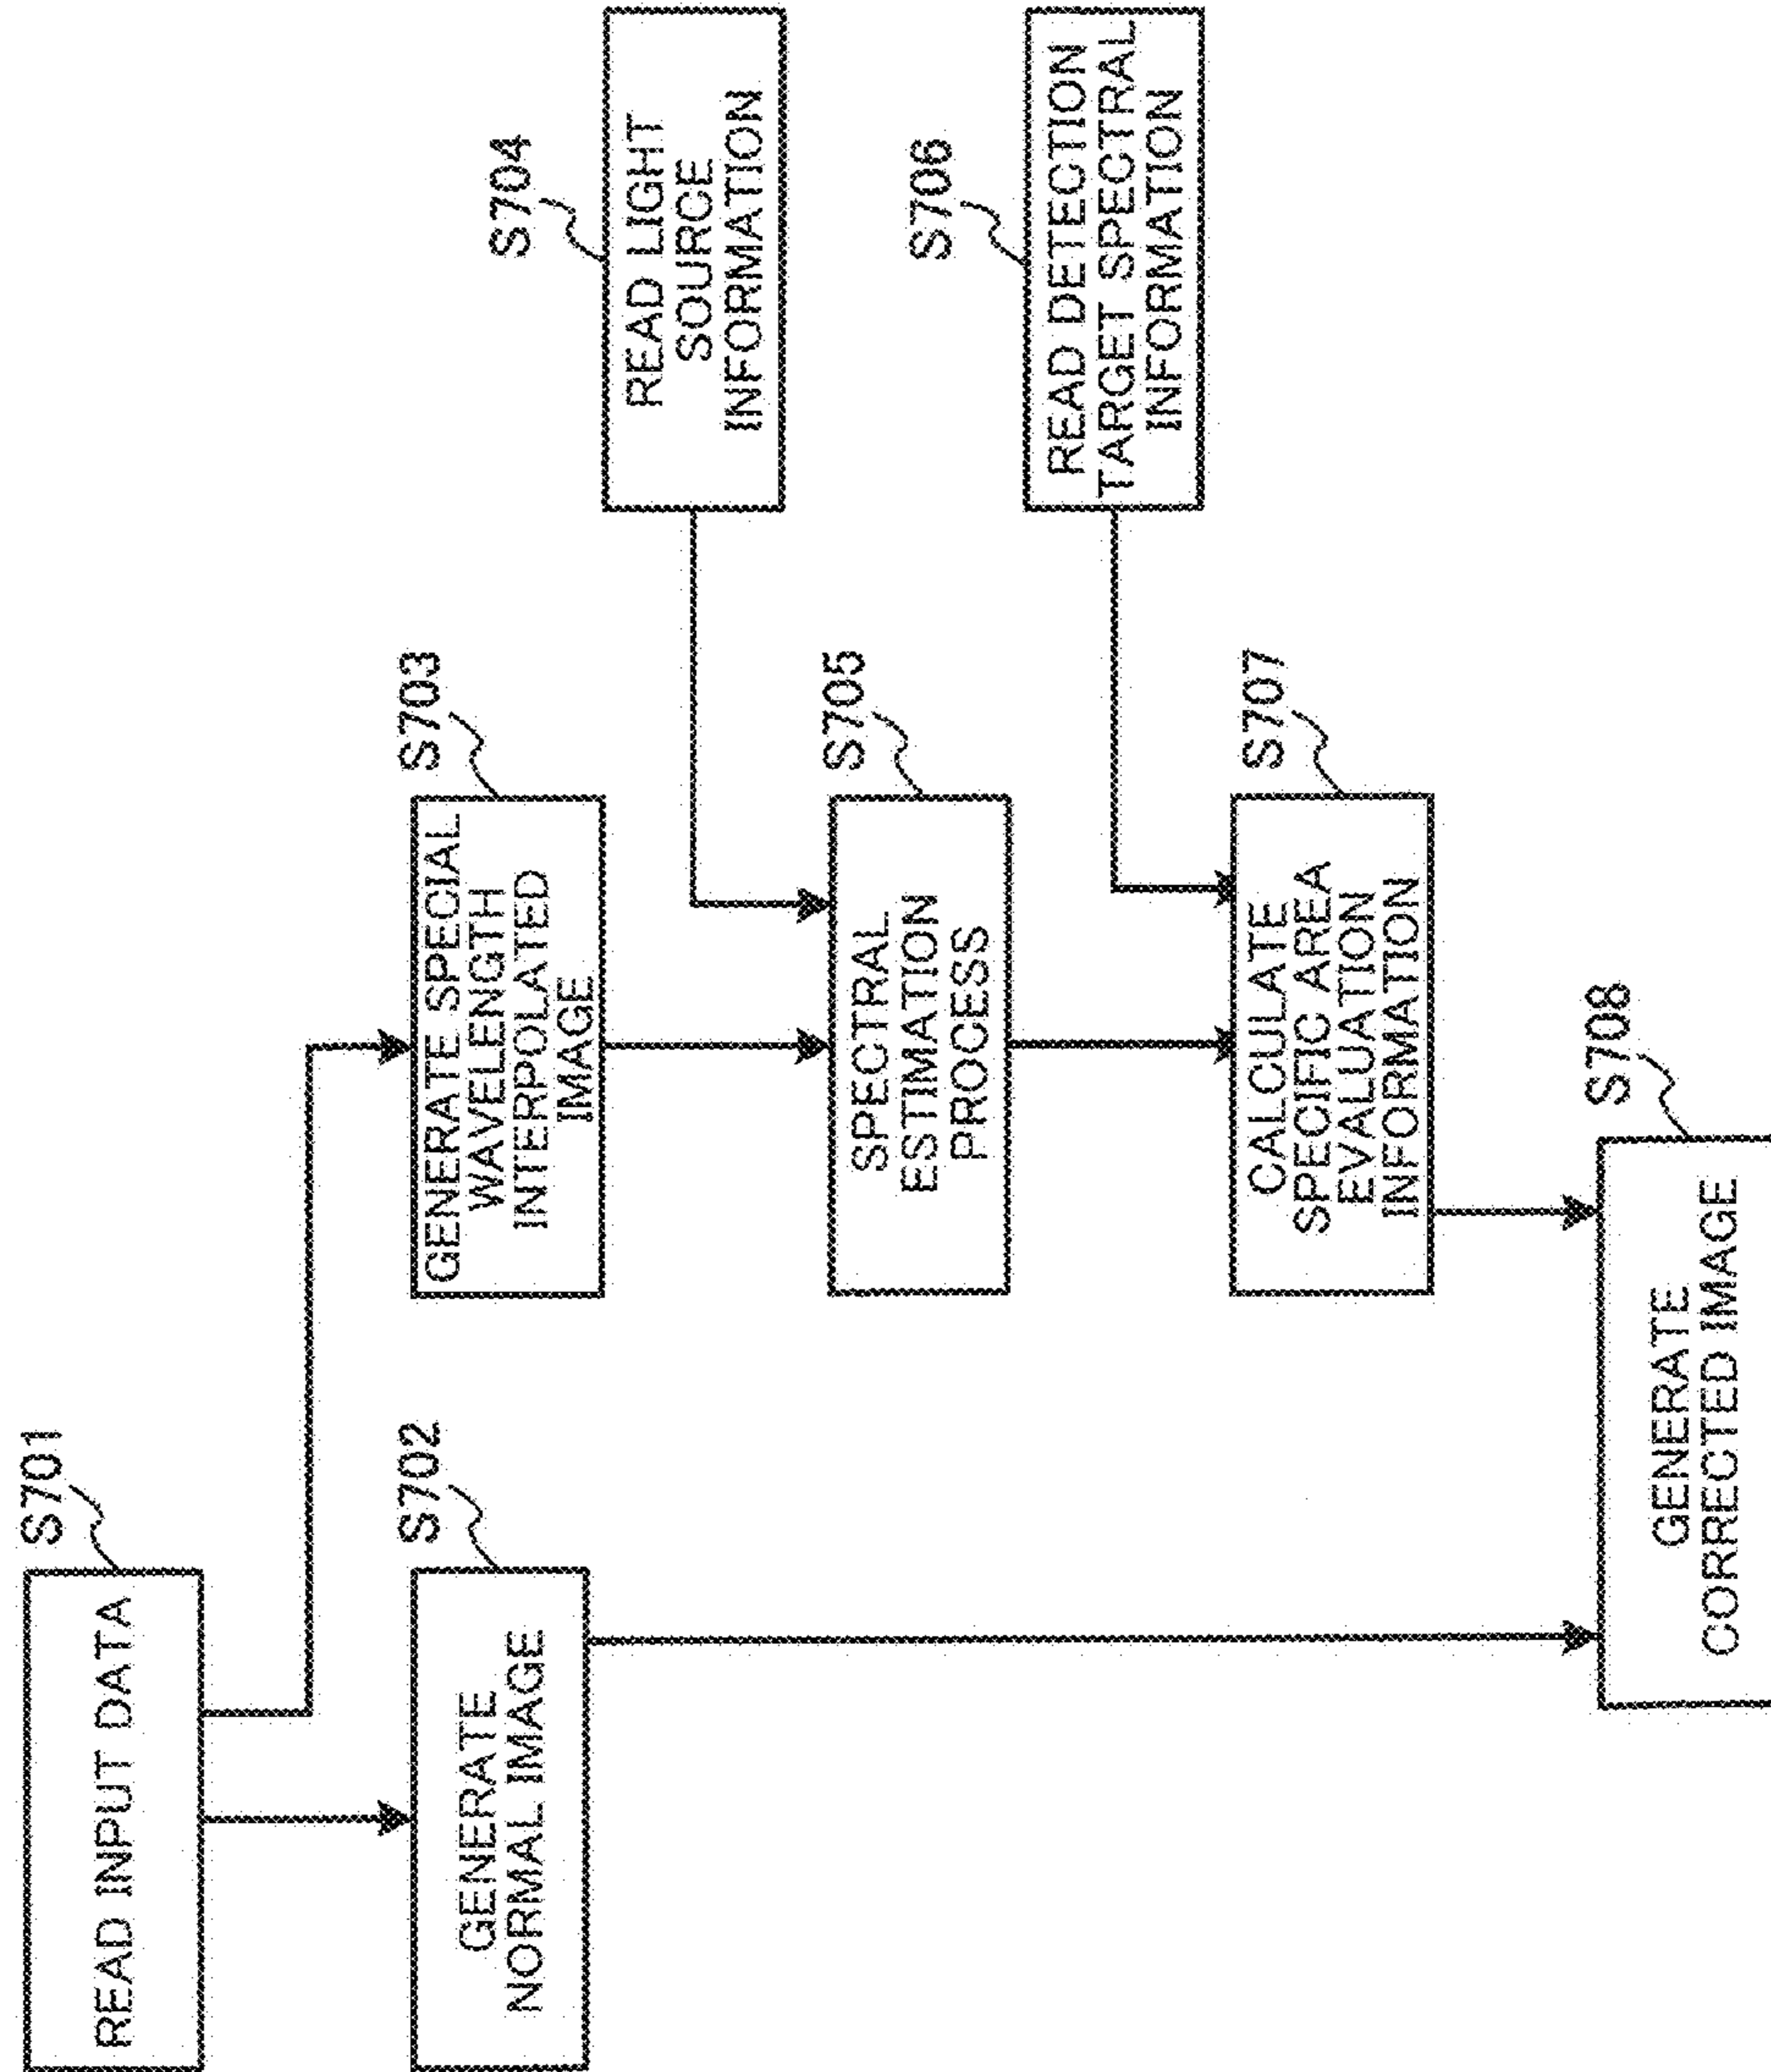 S701
READ INPUT DATA
S702
GENERATE
NORMAL IMAGE
S703
GENERATE SPECIAL
WAVELENGTH
INTERPOLATED
IMAGE
S704
READ LIGHT
SOURCE
INFORMATION
S705
SPECTRAL
ESTIMATION
PROCESS
S706
READ DETECTION
TARGET SPECTRAL
INFORMATION
S707
CALCULATE
SPECIFIC AREA
EVALUATION
INFORMATION
S708
GENERATE
CORRECTED IMAGE